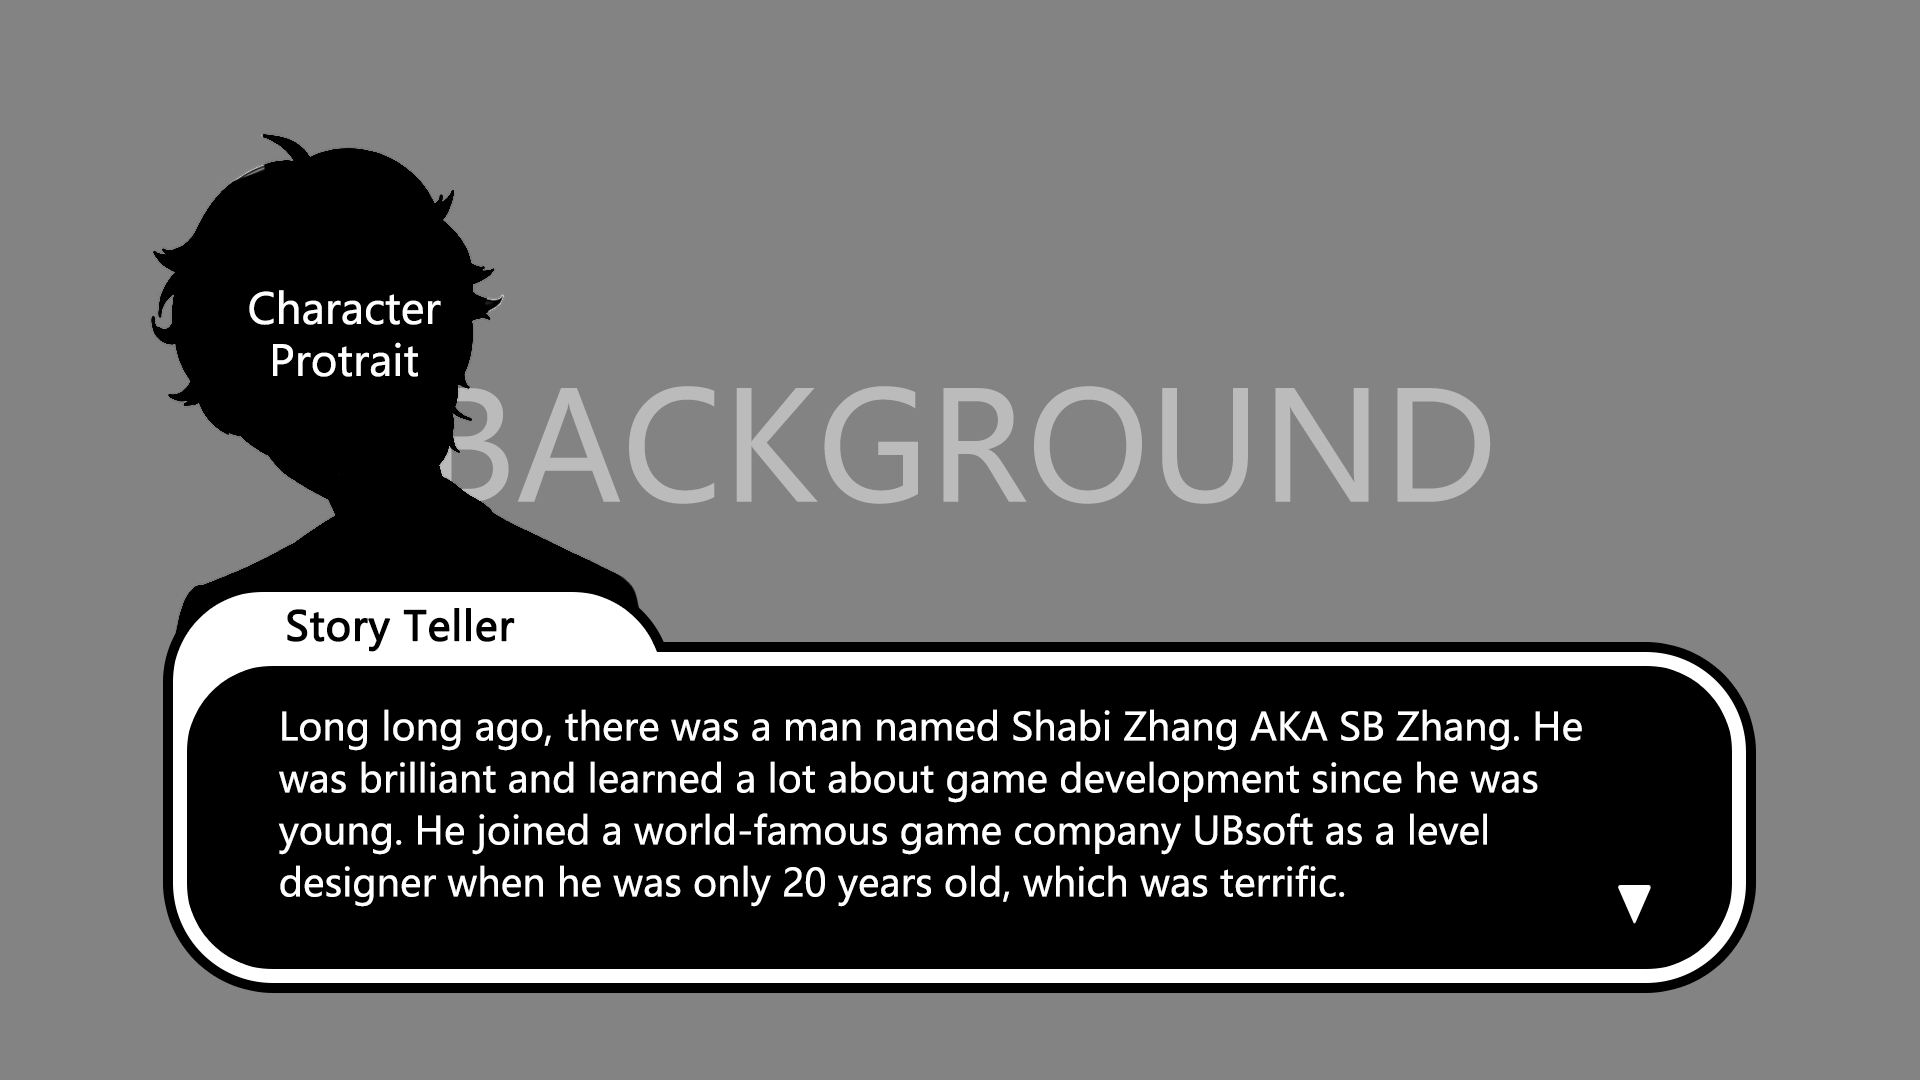 Character
Protrait
BACKGROUND
Story Teller
Long long ago, there was a man named Shabi Zhang AKA SB Zhang. He
was brilliant and learned a lot about game development since he was
young. He joined a world-famous game company UBsoft as a level
designer when he was only 20 years old, which was terrific.